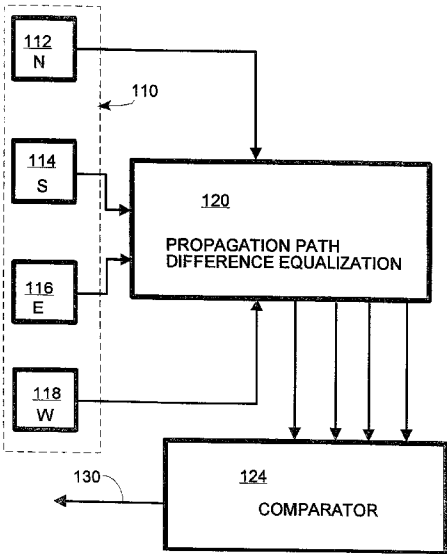 112
N
110
114
S
120
PROPAGATION PATH
DIFFERENCE EQUALIZATION
116
E
118
W
130
124
COMPARATOR